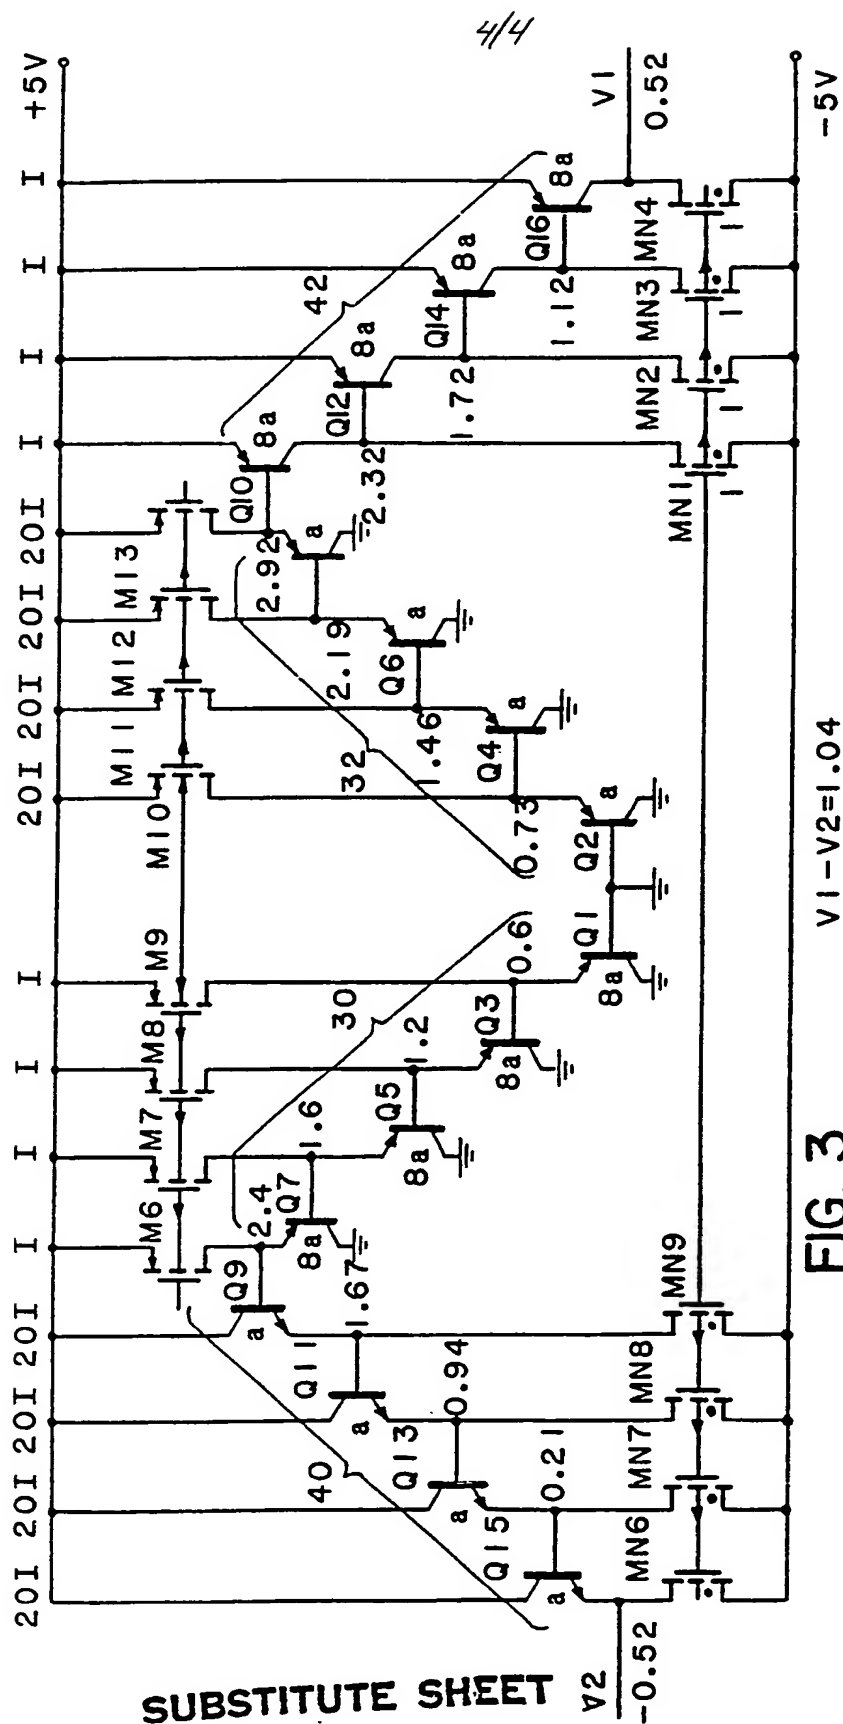 4/4
20I 20I 20I 20I I I I I 20I 20I 20I 20I I I I I +5V
M6 M7 M8 M9 M10 M11 M12 M13
Q9 2.4 2.92 Q10
a Q7 8a
8a a
Q11 1.67 1.6 2.19 2.32 Q12
a Q5 Q6 8a
40 30 32 42
8a a
Q13 0.94 1.2 1.46 1.72 Q14
a Q3 Q4 8a
8a a
Q15 0.21 0.61 0.73 1.12 Q16
a Q1 Q2 8a
8a a
V2 V1
-0.52 0.52
MN6 MN7 MN8 MN9 MN1 MN2 MN3 MN4
1 1 1 1
-5V
V1-V2=1.04
FIG. 3
SUBSTITUTE SHEET